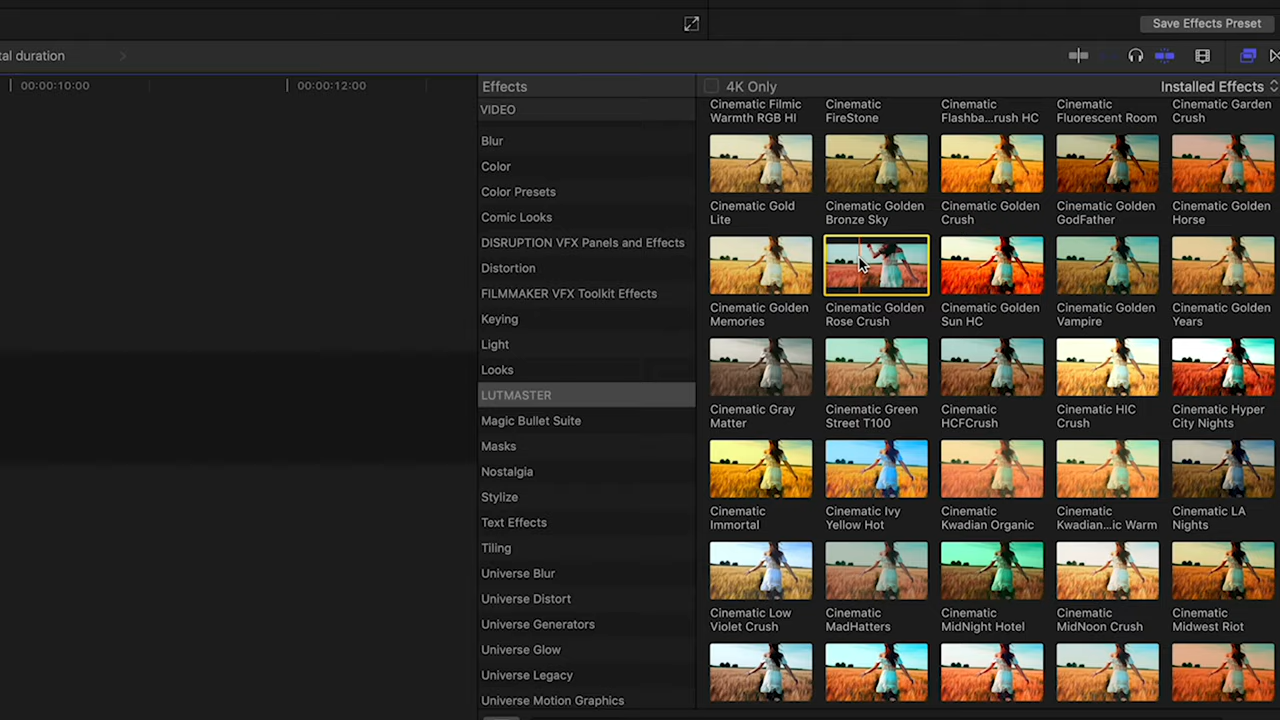 Save Effects Preset
tal duration
00:00:10:00
00:00:12:00
Effects
4K Only
Installed Effects
VIDEO
Blur
Color
Color Presets
Comic Looks
DISRUPTION VFX Panels and Effects
Distortion
FILMMAKER VFX Toolkit Effects
Keying
Light
Looks
LUTMASTER
Magic Bullet Suite
Masks
Nostalgia
Stylize
Text Effects
Tiling
Universe Blur
Universe Distort
Universe Generators
Universe Glow
Universe Legacy
Universe Motion Graphics
Cinematic Filmic
Warmth RGB HI
Cinematic
FireStone
Cinematic
Flashba...rush HC
Cinematic
Fluorescent Room
Cinematic Garden
Crush
Cinematic Gold
Lite
Cinematic Golden
Bronze Sky
Cinematic Golden
Crush
Cinematic Golden
GodFather
Cinematic Golden
Horse
Cinematic Golden
Memories
Cinematic Golden
Rose Crush
Cinematic Golden
Sun HC
Cinematic Golden
Vampire
Cinematic Golden
Years
Cinematic Gray
Matter
Cinematic Green
Street T100
Cinematic
HCFCrush
Cinematic HIC
Crush
Cinematic Hyper
City Nights
Cinematic
Immortal
Cinematic Ivy
Yellow Hot
Cinematic
Kwadian Organic
Cinematic
Kwadian...ic Warm
Cinematic LA
Nights
Cinematic Low
Violet Crush
Cinematic
MadHatters
Cinematic
MidNight Hotel
Cinematic
MidNoon Crush
Cinematic
Midwest Riot